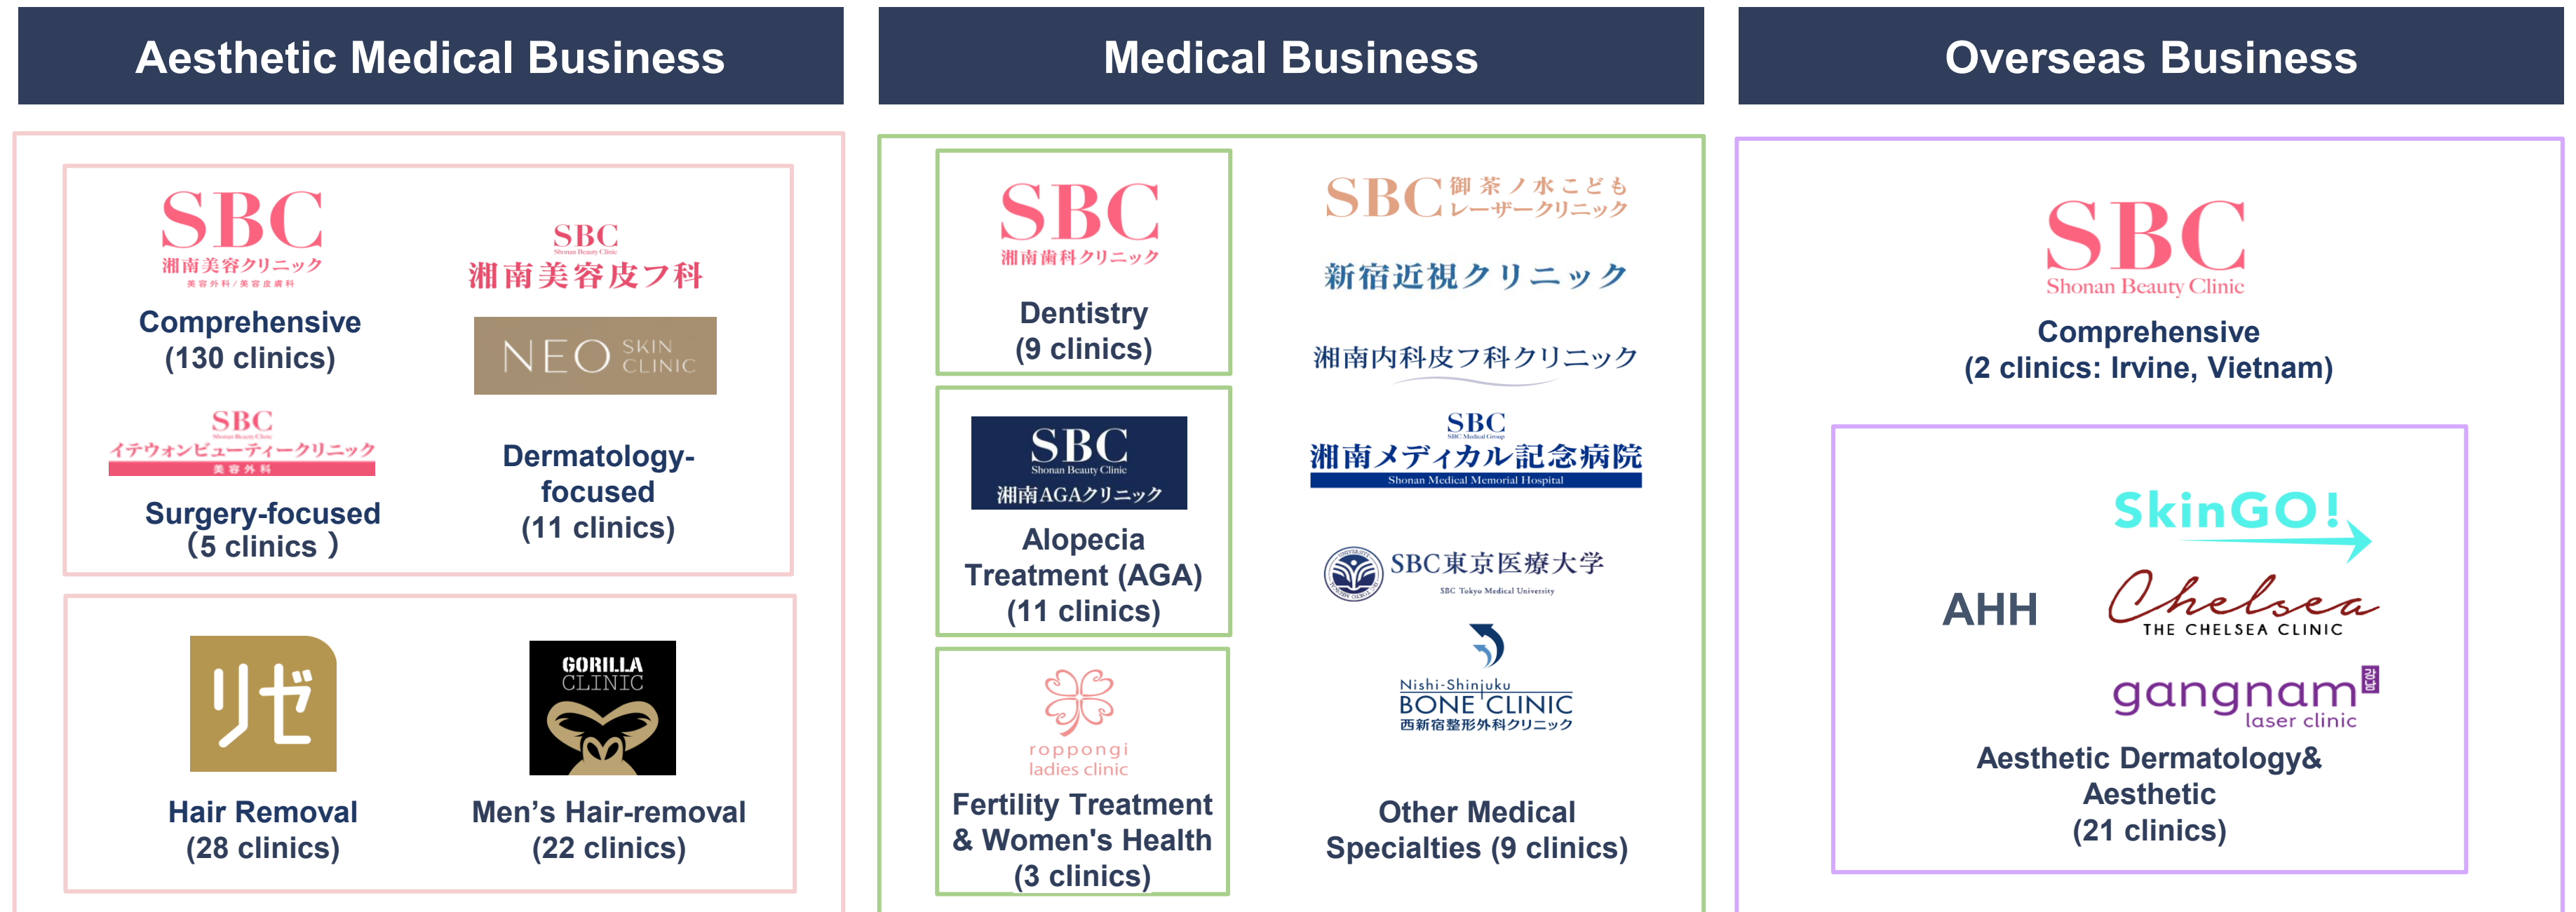 Aesthetic Medical Business
SBC
湘南美容クリニック
美容外科/美容皮膚科
Comprehensive
(130 clinics)
SBC
Shonan Beauty Clinic
湘南美容皮フ科
NEO SKIN
CLINIC
SBC
Shonan Beauty Clinic
イテウォンビューティークリニック
美容外科
Surgery-focused
（5 clinics ）
Dermatology-
focused
(11 clinics)
リゼ
Hair Removal
(28 clinics)
GORILLA
CLINIC
Men’s Hair-removal
(22 clinics)
Medical Business
SBC
湘南歯科クリニック
Dentistry
(9 clinics)
SBC
Shonan Beauty Clinic
湘南AGAクリニック
Alopecia
Treatment (AGA)
(11 clinics)
roppongi
ladies clinic
Fertility Treatment
& Women's Health
(3 clinics)
SBC 御茶ノ水こども
レーザークリニック
新宿近視クリニック
湘南内科皮フ科クリニック
SBC
SBC Medical Group
湘南メディカル記念病院
Shonan Medical Memorial Hospital
SBC東京医療大学
SBC Tokyo Medical University
Nishi-Shinjuku
BONE CLINIC
西新宿整形外科クリニック
Other Medical
Specialties (9 clinics)
Overseas Business
SBC
Shonan Beauty Clinic
Comprehensive
(2 clinics: Irvine, Vietnam)
SkinGO!
AHH
Chelsea
THE CHELSEA CLINIC
gangnam 강남
laser clinic
Aesthetic Dermatology&
Aesthetic
(21 clinics)